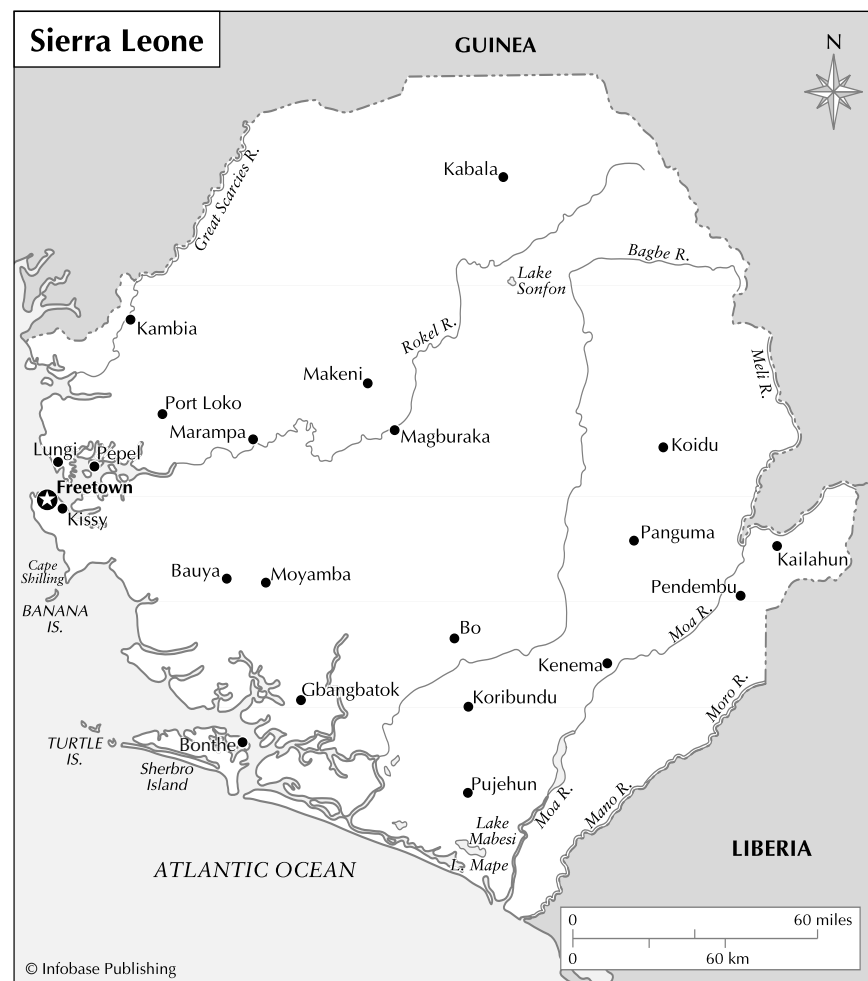 Sierra Leone
GUINEA
N
Kabala
Great Scarcies R.
Bagbe R.
Lake
Sonfon
Kambia
Rokel R.
Meli R.
Makeni
Port Loko
Marampa
Magburaka
Koidu
Lungi
Pepel
Freetown
Kissy
Panguma
Kailahun
Cape
Shilling
Bauya
Moyamba
Pendembu
BANANA
IS.
Moa R.
Bo
Kenema
Gbangbatok
Koribundu
Moro R.
TURTLE
IS.
Bonthe
Sherbro
Island
Pujehun
Moa R.
Mano R.
Lake
Mabesi
L. Mape
LIBERIA
ATLANTIC OCEAN
0 60 miles
0 60 km
© Infobase Publishing